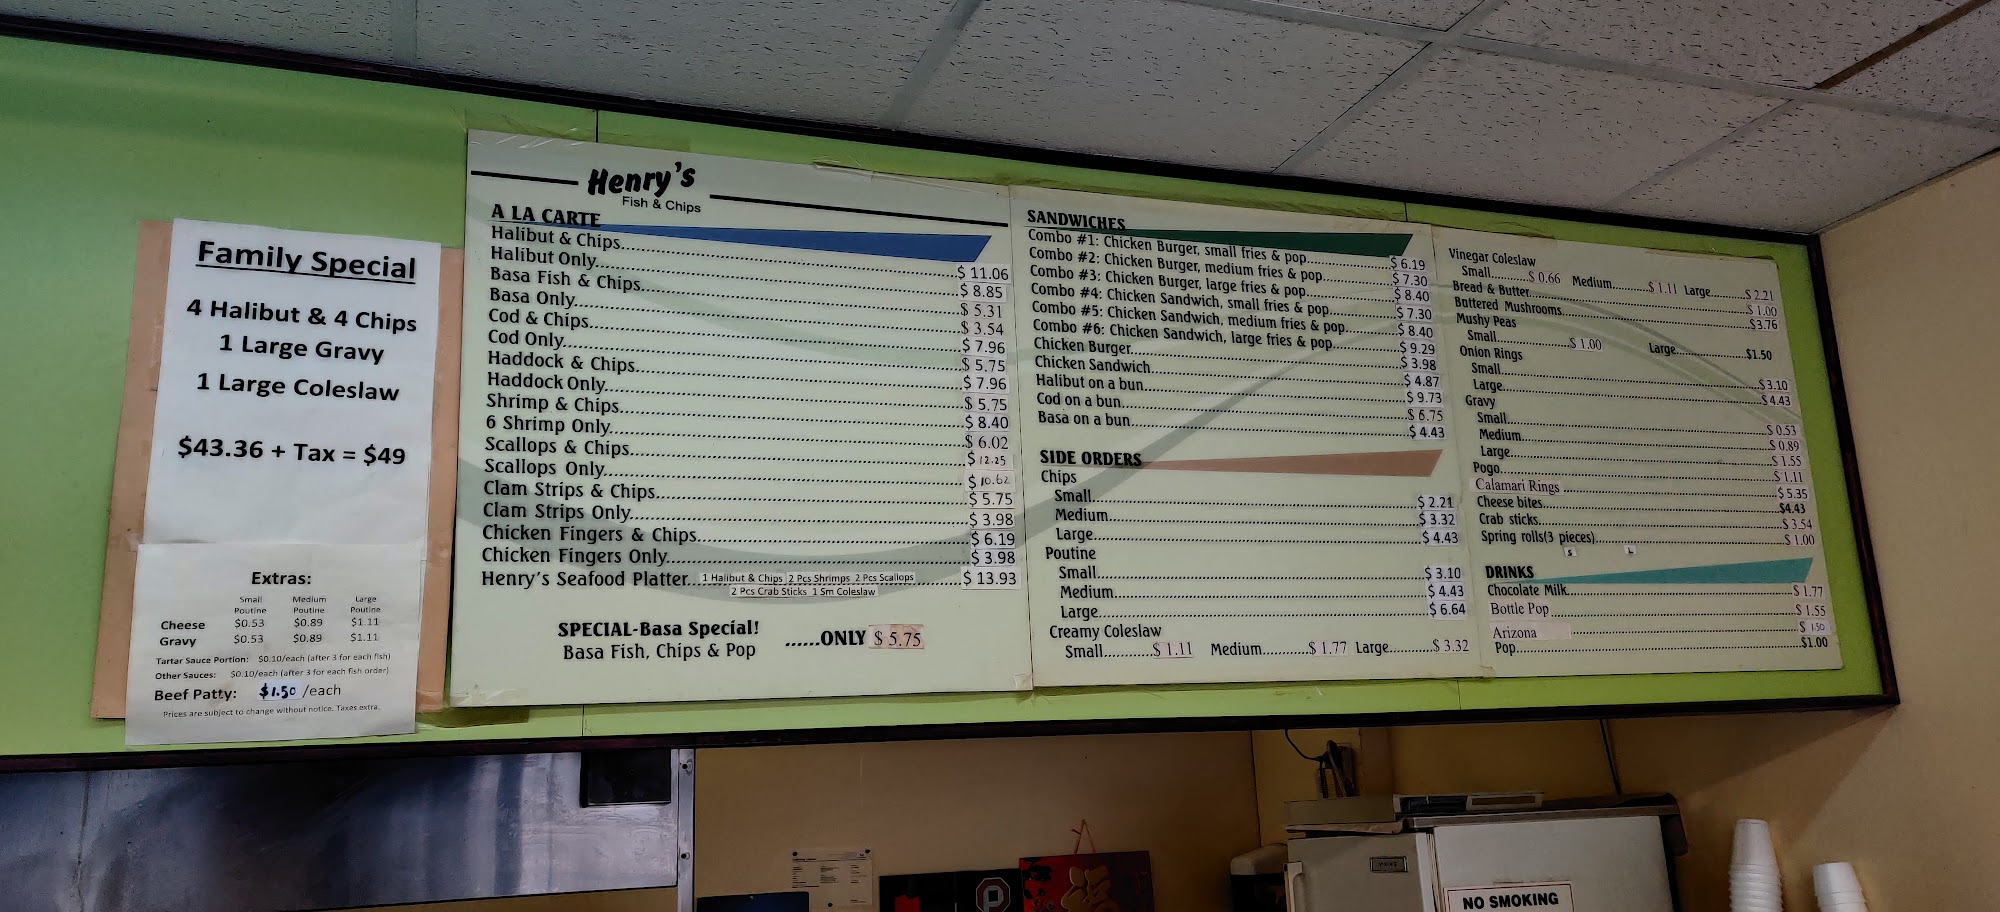 Family Special
4 Halibut & 4 Chips
1 Large Gravy
1 Large Coleslaw
$43.36 + Tax = $49
Extras:
Small Poutine Medium Poutine Large Poutine
Cheese $0.53 $0.89 $1.11
Gravy $0.53 $0.89 $1.11
Tartar Sauce Portion: $0.10/each (after 3 for each fish)
Other Sauces: $0.10/each (after 3 for each fish order)
Beef Patty: $1.50 /each
Prices are subject to change without notice. Taxes extra.
Henry's
Fish & Chips
A LA CARTE
Halibut & Chips $ 11.06
Halibut Only $ 8.85
Basa Fish & Chips $ 5.31
Basa Only $ 3.54
Cod & Chips $ 7.96
Cod Only $ 5.75
Haddock & Chips $ 7.96
Haddock Only $ 5.75
Shrimp & Chips $ 8.40
6 Shrimp Only $ 6.02
Scallops & Chips $ 12.25
Scallops Only $ 10.62
Clam Strips & Chips $ 5.75
Clam Strips Only $ 3.98
Chicken Fingers & Chips $ 6.19
Chicken Fingers Only $ 3.98
Henry's Seafood Platter 1 Halibut & Chips 2 Pcs Shrimps 2 Pcs Scallops $ 13.93
2 Pcs Crab Sticks 1 Sm Coleslaw
SPECIAL-Basa Special!
Basa Fish, Chips & Pop ......ONLY $ 5.75
SANDWICHES
Combo #1: Chicken Burger, small fries & pop $ 6.19
Combo #2: Chicken Burger, medium fries & pop $ 7.30
Combo #3: Chicken Burger, large fries & pop $ 8.40
Combo #4: Chicken Sandwich, small fries & pop $ 7.30
Combo #5: Chicken Sandwich, medium fries & pop $ 8.40
Combo #6: Chicken Sandwich, large fries & pop $ 9.29
Chicken Burger $ 3.98
Chicken Sandwich $ 4.87
Halibut on a bun $ 9.73
Cod on a bun $ 6.75
Basa on a bun $ 4.43
SIDE ORDERS
Chips
Small $ 2.21
Medium $ 3.32
Large $ 4.43
Poutine
Small $ 3.10
Medium $ 4.43
Large $ 6.64
Creamy Coleslaw
Small $ 1.11 Medium $ 1.77 Large $ 3.32
Vinegar Coleslaw
Small $ 0.66 Medium $ 1.11 Large $ 2.21
Bread & Butter $ 1.00
Battered Mushrooms $3.76
Mushy Peas
Small $ 1.00 Large $1.50
Onion Rings
Small $3.10
Large $ 4.43
Gravy
Small $ 0.53
Medium $ 0.89
Large $ 1.55
Pogo $ 1.11
Calamari Rings $ 5.35
Cheese bites $4.43
Crab sticks $ 3.54
Spring rolls(3 pieces) $ 1.00
S L
DRINKS
Chocolate Milk $ 1.77
Bottle Pop $ 1.55
Arizona $ 1.50
Pop $1.00
NO SMOKING